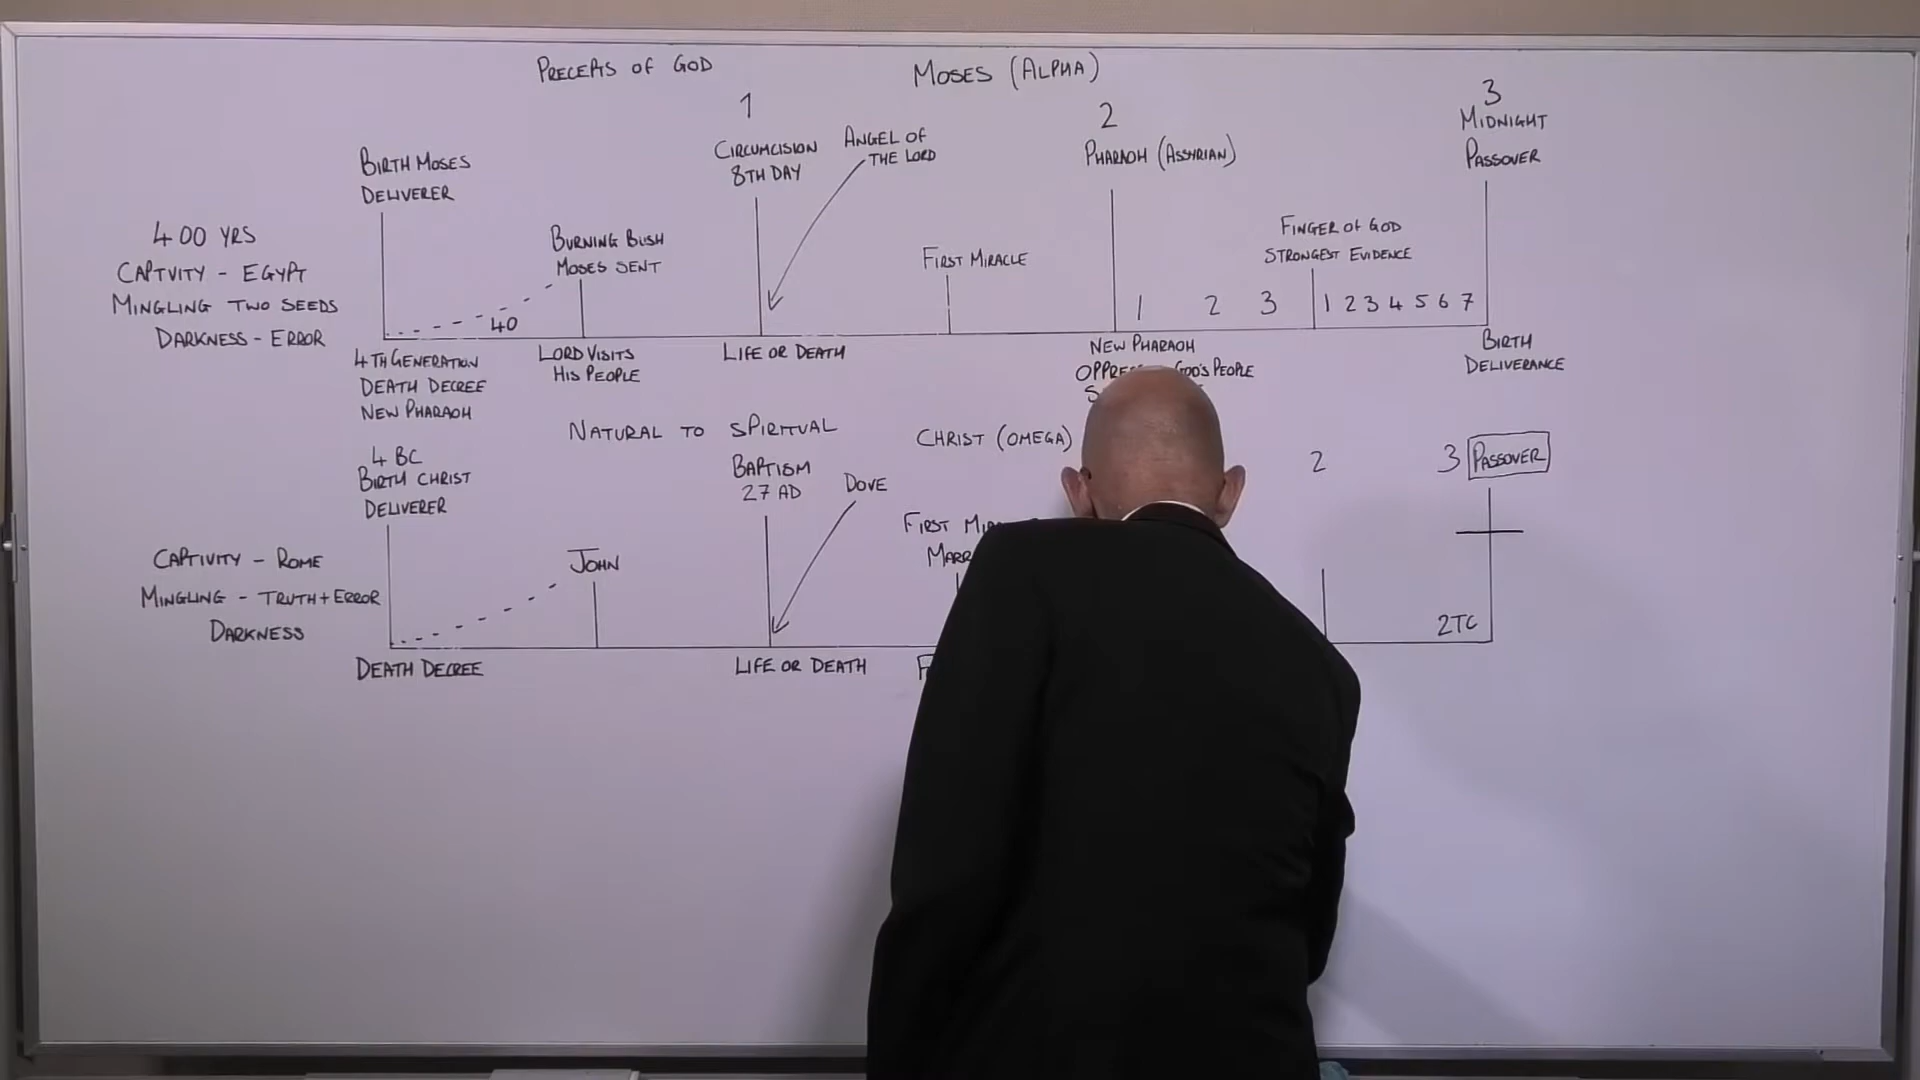 PRECEPTS OF GOD
MOSES (ALPHA)
1
2
3
MIDNIGHT
PASSOVER
CIRCUMCISION
8TH DAY
ANGEL OF
THE LORD
PHARAOH (ASSYRIAN)
BIRTH MOSES
DELIVERER
400 YRS
CAPTVITY - EGYPT
MINGLING TWO SEEDS
DARKNESS - ERROR
BURNING BUSH
MOSES SENT
FIRST MIRACLE
FINGER OF GOD
STRONGEST EVIDENCE
40
1 2 3
1 2 3 4 5 6 7
4TH GENERATION
DEATH DECREE
NEW PHARAOH
LORD VISITS
HIS PEOPLE
LIFE OR DEATH
NEW PHARAOH
GOD'S PEOPLE
BIRTH
DELIVERANCE
NATURAL TO SPIRITUAL
CHRIST (OMEGA)
2
3 PASSOVER
4 BC
BIRTH CHRIST
DELIVERER
BAPTISM
27 AD
DOVE
FIRST
CAPTIVITY - ROME
MINGLING - TRUTH + ERROR
DARKNESS
JOHN
2TC
DEATH DECREE
LIFE OR DEATH